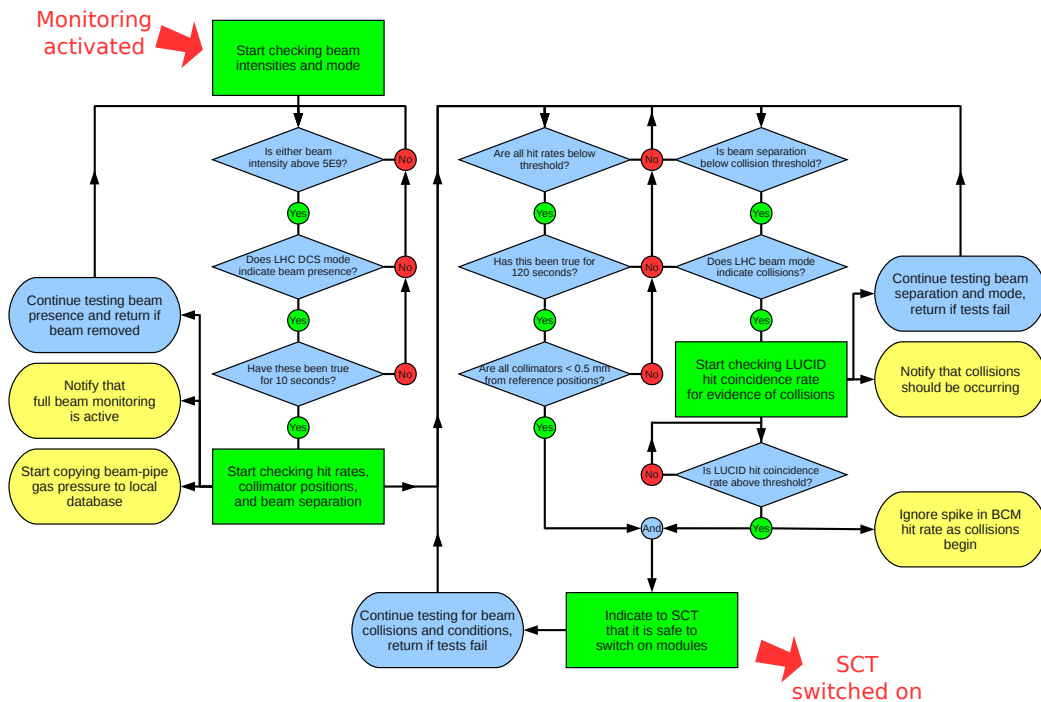 Monitoring
activated
Start checking beam
intensities and mode
Is either beam
intensity above 5E9?
No
Yes
Does LHC DCS mode
indicate beam presence?
No
Yes
Have these been true
for 10 seconds?
No
Yes
Start checking hit rates,
collimator positions,
and beam separation
Continue testing beam
presence and return if
beam removed
Notify that
full beam monitoring
is active
Start copying beam-pipe
gas pressure to local
database
Are all hit rates below
threshold?
No
Yes
Has this been true for
120 seconds?
No
Yes
Are all collimators < 0.5 mm
from reference positions?
No
Yes
Is beam separation
below collision threshold?
Yes
Does LHC beam mode
indicate collisions?
Yes
Start checking LUCID
hit coincidence rate
for evidence of collisions
Continue testing beam
separation and mode,
return if tests fail
Notify that collisions
should be occurring
No
Is LUCID hit coincidence
rate above threshold?
And
Yes
Ignore spike in BCM
hit rate as collisions
begin
Continue testing for beam
collisions and conditions,
return if tests fail
Indicate to SCT
that it is safe to
switch on modules
SCT
switched on